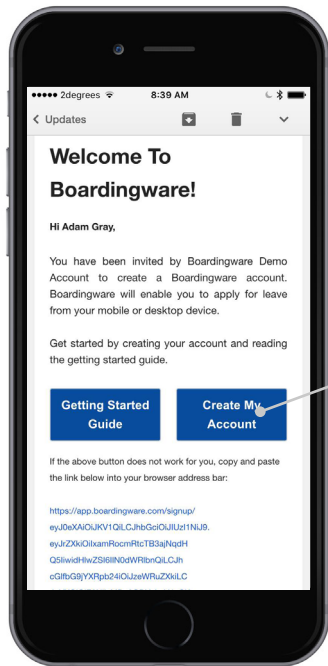 2degrees 8:39 AM
Updates
Welcome To
Boardingware!
Hi Adam Gray,
You have been invited by Boardingware Demo
Account to create a Boardingware account.
Boardingware will enable you to apply for leave
from your mobile or desktop device.
Get started by creating your account and reading
the getting started guide.
Getting Started
Guide
Create My
Account
If the above button does not work for you, copy and paste
the link below into your browser address bar:
https://app.boardingware.com/signup/
eyJ0eXAiOiJKV1QiLCJhbGciOiJIUzI1NiJ9.
eyJrZXkiOiIxamRocmRtcTB3ajNqdH
Q5IiwidHlwZSI6IlN0dWRlbnQiLCJh
cGlfbG9jYXRpb24iOiJzeWRuZXkiLC